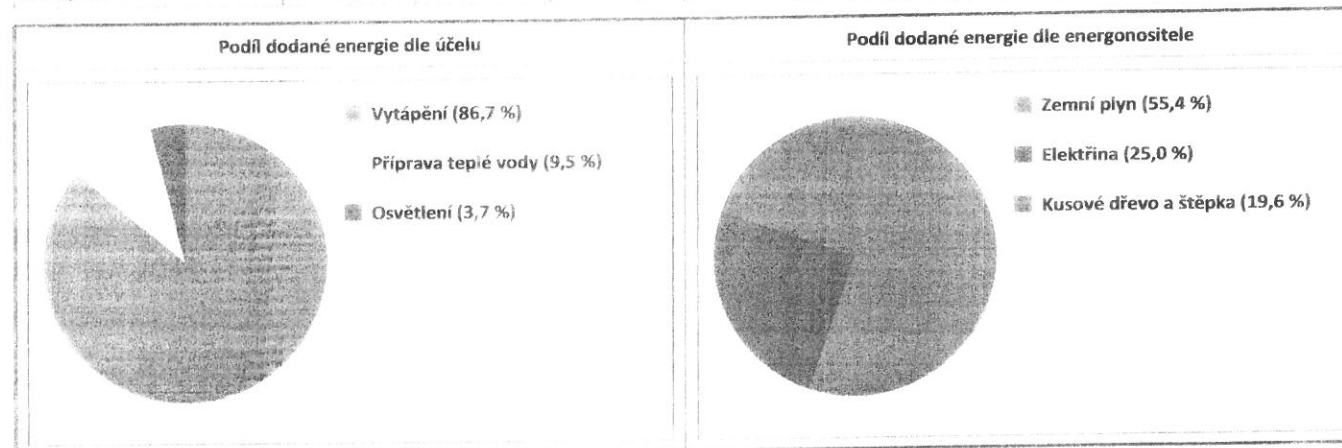 Podíl dodané energie dle účelu
Vytápění (86,7 %)
Příprava teplé vody (9,5 %)
Osvětlení (3,7 %)
Podíl dodané energie dle energonositele
Zemní plyn (55,4 %)
Elektřina (25,0 %)
Kusové dřevo a štěpka (19,6 %)